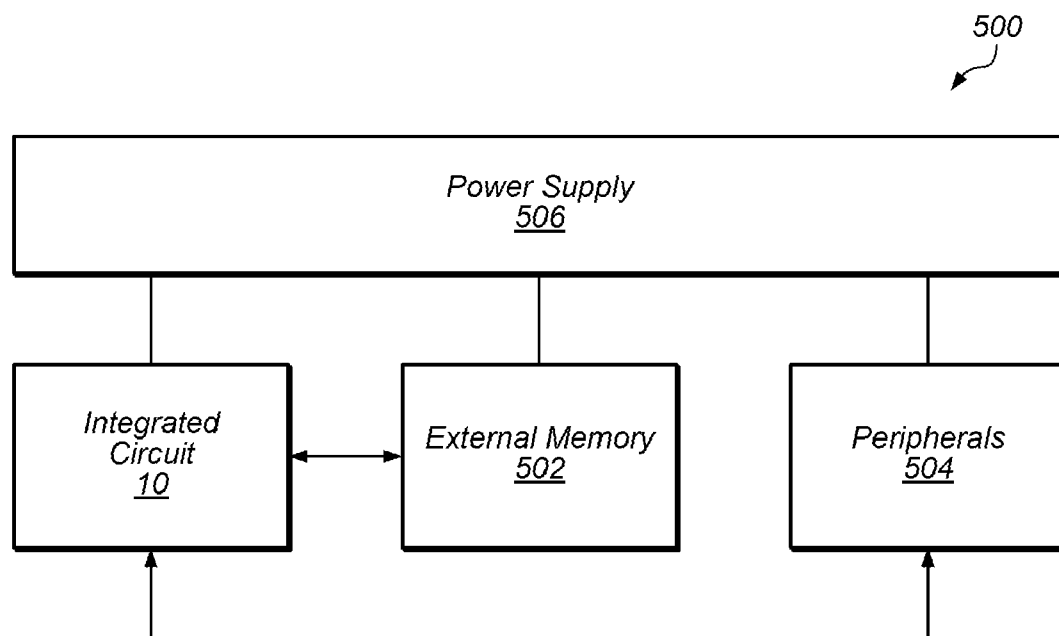 500
Power Supply
506
Integrated
Circuit
10
External Memory
502
Peripherals
504